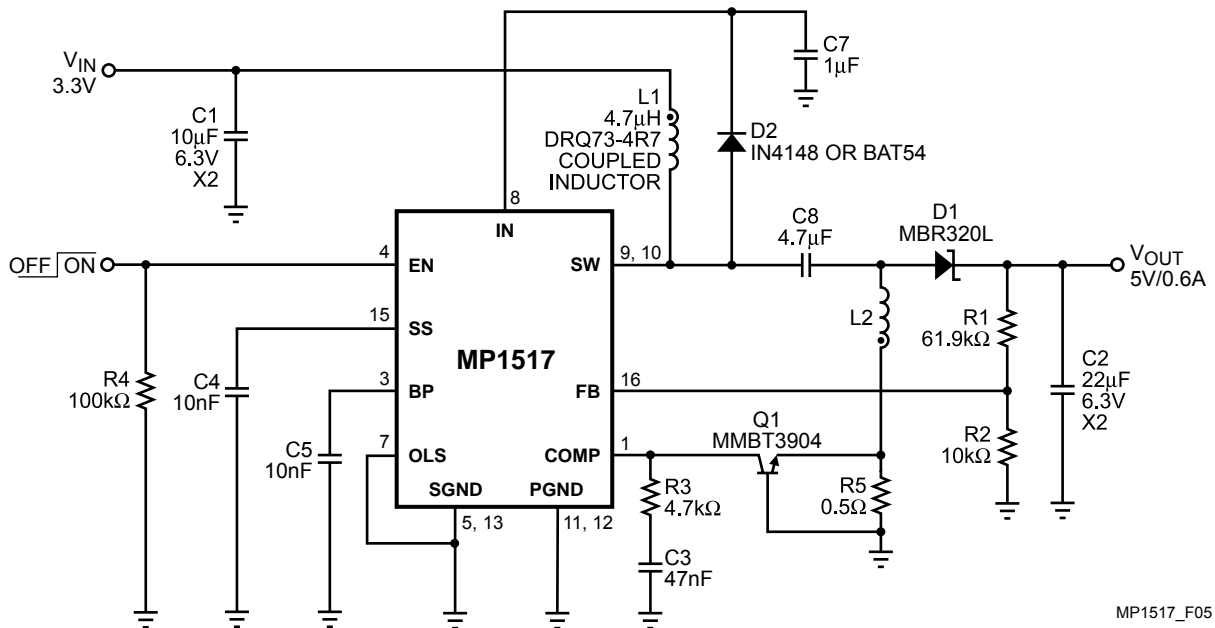 VIN
3.3V
C1
10µF
6.3V
X2
L1
4.7µH
DRQ73-4R7
COUPLED
INDUCTOR
C7
1µF
D2
IN4148 OR BAT54
8
IN
OFF ON
4
EN
SW
9, 10
C8
4.7µF
D1
MBR320L
VOUT
5V/0.6A
15
SS
MP1517
L2
R1
61.9kΩ
R4
100kΩ
C4
10nF
3
BP
FB
16
C2
22µF
6.3V
X2
C5
10nF
7
OLS
COMP
1
Q1
MMBT3904
R2
10kΩ
SGND
PGND
5, 13
11, 12
R3
4.7kΩ
R5
0.5Ω
C3
47nF
MP1517_F05